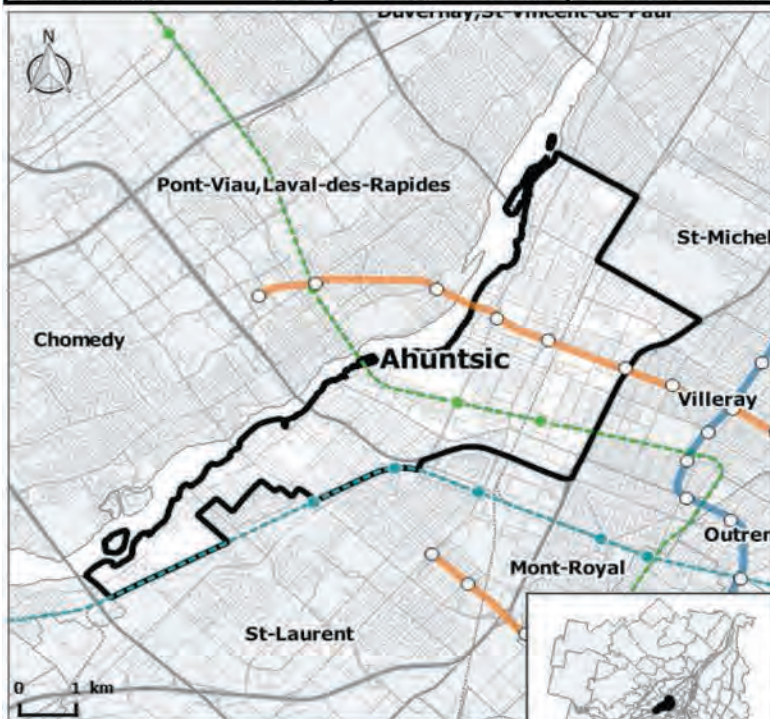 Duvernay,St-Vincent-de-Paul
N
Pont-Viau,Laval-des-Rapides
St-Michel
Chomedy
Ahuntsic
Villeray
Outrem
Mont-Royal
St-Laurent
0 1 km